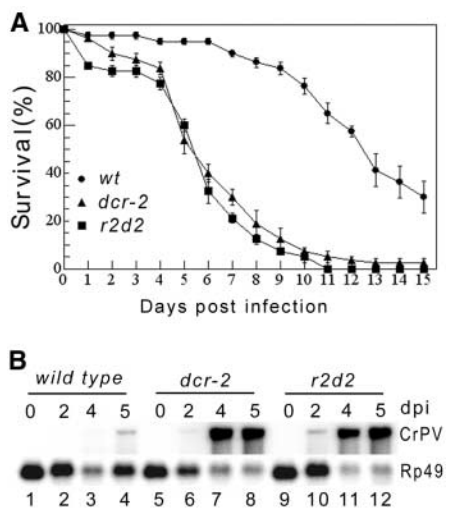 A
100
80
60
40
20
0
Survival(%)
wt
dcr-2
r2d2
0 1 2 3 4 5 6 7 8 9 10 11 12 13 14 15
Days post infection
B
wild type dcr-2 r2d2
0 2 4 5 0 2 4 5 0 2 4 5 dpi
CrPV
Rp49
1 2 3 4 5 6 7 8 9 10 11 12